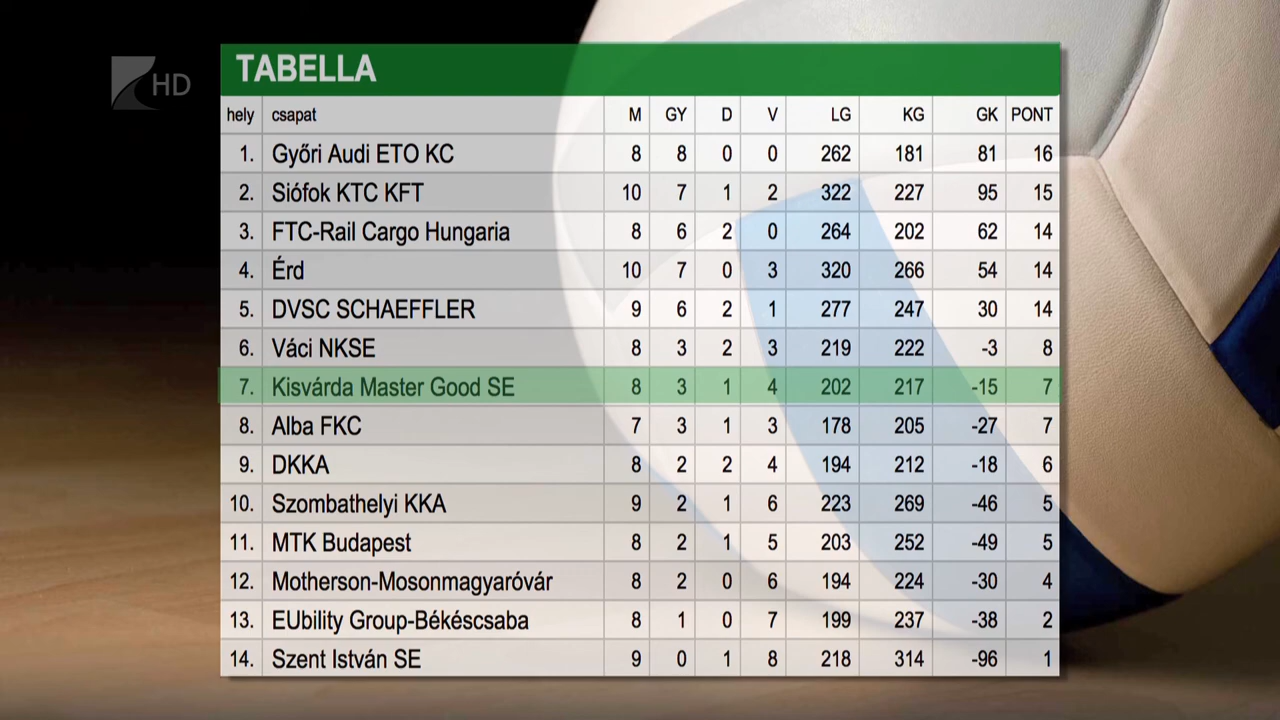 HD
TABELLA
hely csapat M GY D V LG KG GK PONT
1. Győri Audi ETO KC 8 8 0 0 262 181 81 16
2. Siófok KTC KFT 10 7 1 2 322 227 95 15
3. FTC-Rail Cargo Hungaria 8 6 2 0 264 202 62 14
4. Érd 10 7 0 3 320 266 54 14
5. DVSC SCHAEFFLER 9 6 2 1 277 247 30 14
6. Váci NKSE 8 3 2 3 219 222 -3 8
7. Kisvárda Master Good SE 8 3 1 4 202 217 -15 7
8. Alba FKC 7 3 1 3 178 205 -27 7
9. DKKA 8 2 2 4 194 212 -18 6
10. Szombathelyi KKA 9 2 1 6 223 269 -46 5
11. MTK Budapest 8 2 1 5 203 252 -49 5
12. Motherson-Mosonmagyaróvár 8 2 0 6 194 224 -30 4
13. EUbility Group-Békéscsaba 8 1 0 7 199 237 -38 2
14. Szent István SE 9 0 1 8 218 314 -96 1